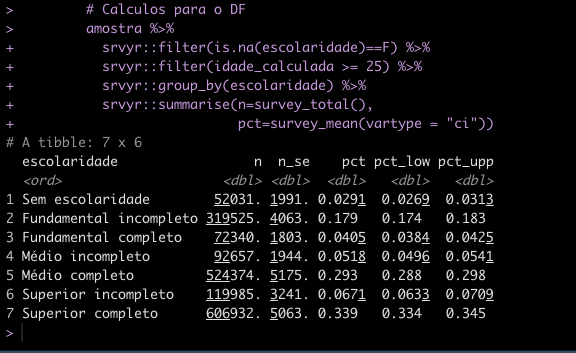 >         # Calculos para o DF
>         amostra %>%
+           srvyr::filter(is.na(escolaridade)==F) %>%
+           srvyr::filter(idade_calculada >= 25) %>%
+           srvyr::group_by(escolaridade) %>%
+           srvyr::summarise(n=survey_total(),
+                            pct=survey_mean(vartype = "ci"))
# A tibble: 7 x 6
  escolaridade                n  n_se    pct pct_low pct_upp
  <ord>                   <dbl> <dbl>  <dbl>   <dbl>   <dbl>
1 Sem escolaridade       52031. 1991. 0.0291  0.0269  0.0313
2 Fundamental incompleto 319525. 4063. 0.179   0.174   0.183
3 Fundamental completo   72340. 1803. 0.0405  0.0384  0.0425
4 Médio incompleto       92657. 1944. 0.0518  0.0496  0.0541
5 Médio completo         524374. 5175. 0.293   0.288   0.298
6 Superior incompleto    119985. 3241. 0.0671  0.0633  0.0709
7 Superior completo      606932. 5063. 0.339   0.334   0.345
>